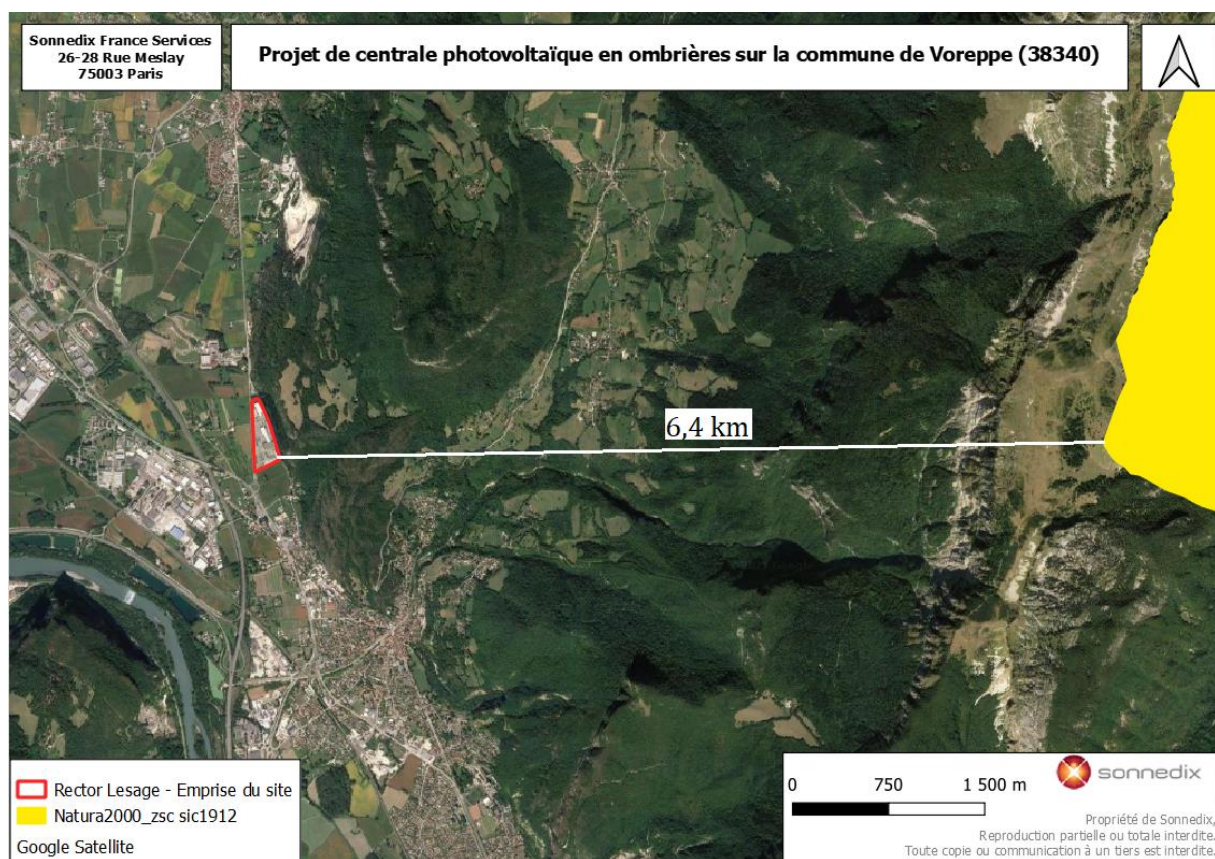 Sonnedix France Services
26-28 Rue Meslay
75003 Paris
Projet de centrale photovoltaïque en ombrières sur la commune de Voreppe (38340)
6,4 km
Rector Lesage - Emprise du site
Natura2000_zsc sic1912
Google Satellite
0 750 1 500 m
sonnedix
Propriété de Sonnedix,
Reproduction partielle ou totale interdite.
Toute copie ou communication à un tiers est interdite.